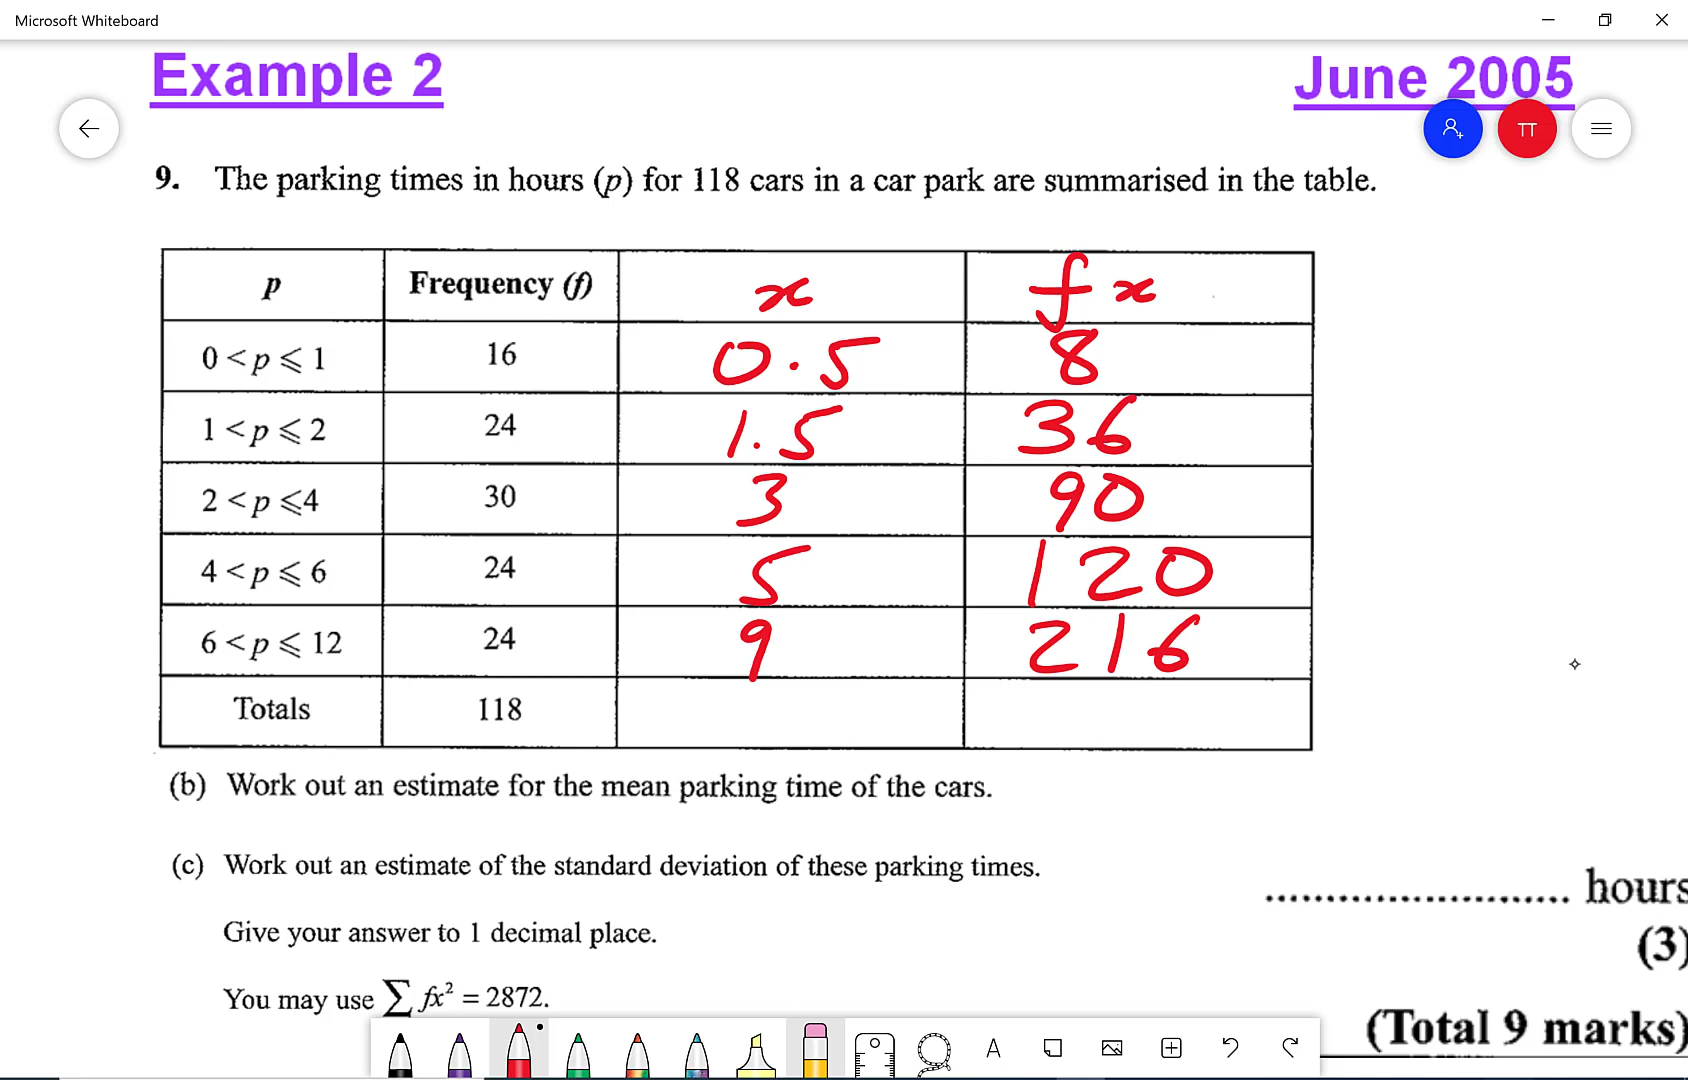 Microsoft Whiteboard
Example 2 June 2005
TT
9. The parking times in hours (p) for 118 cars in a car park are summarised in the table.
p Frequency (f) x fx
0 < p ⩽ 1 16 0.5 8
1 < p ⩽ 2 24 1.5 36
2 < p ⩽4 30 3 90
4 < p ⩽ 6 24 5 120
6 < p ⩽ 12 24 9 216
Totals 118
(b) Work out an estimate for the mean parking time of the cars.
(c) Work out an estimate of the standard deviation of these parking times.
........................ hours
Give your answer to 1 decimal place.
(3)
You may use ∑ fx² = 2872.
(Total 9 marks)
A